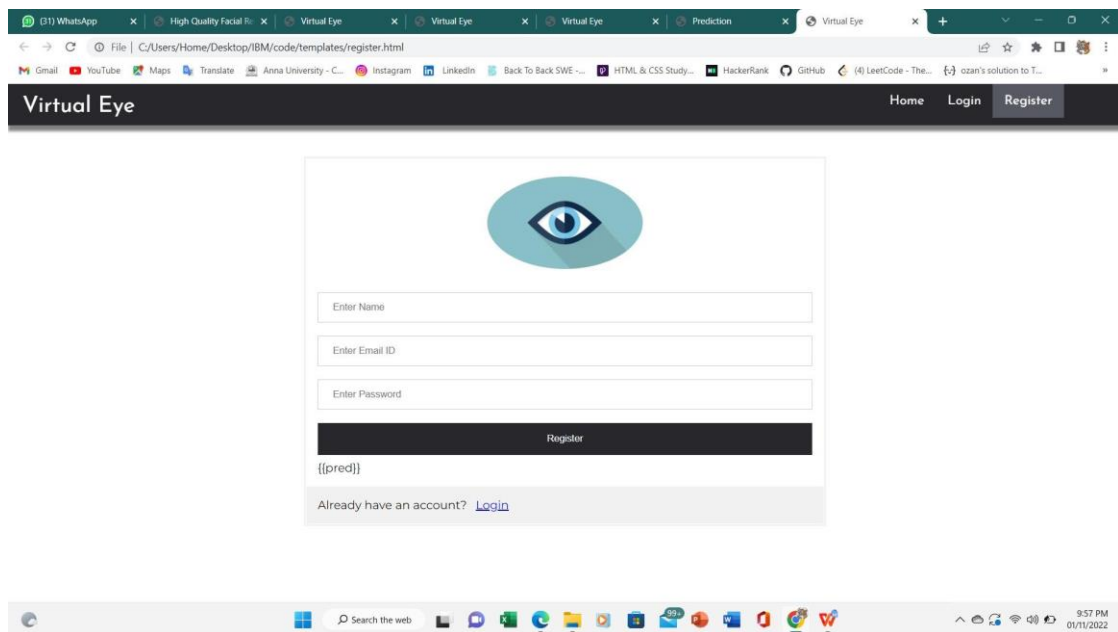 (31) WhatsApp High Quality Facial Re Virtual Eye Virtual Eye Virtual Eye Prediction Virtual Eye
File C:/Users/Home/Desktop/IBM/code/templates/register.html
Gmail YouTube Maps Translate Anna University - C... Instagram LinkedIn Back To Back SWE -... HTML & CSS Study... HackerRank GitHub (4) LeetCode - The... ozan's solution to T... »
Virtual Eye Home Login Register
Enter Name
Enter Email ID
Enter Password
Register
{{pred}}
Already have an account? Login
Search the web 99+ 9:57 PM
01/11/2022